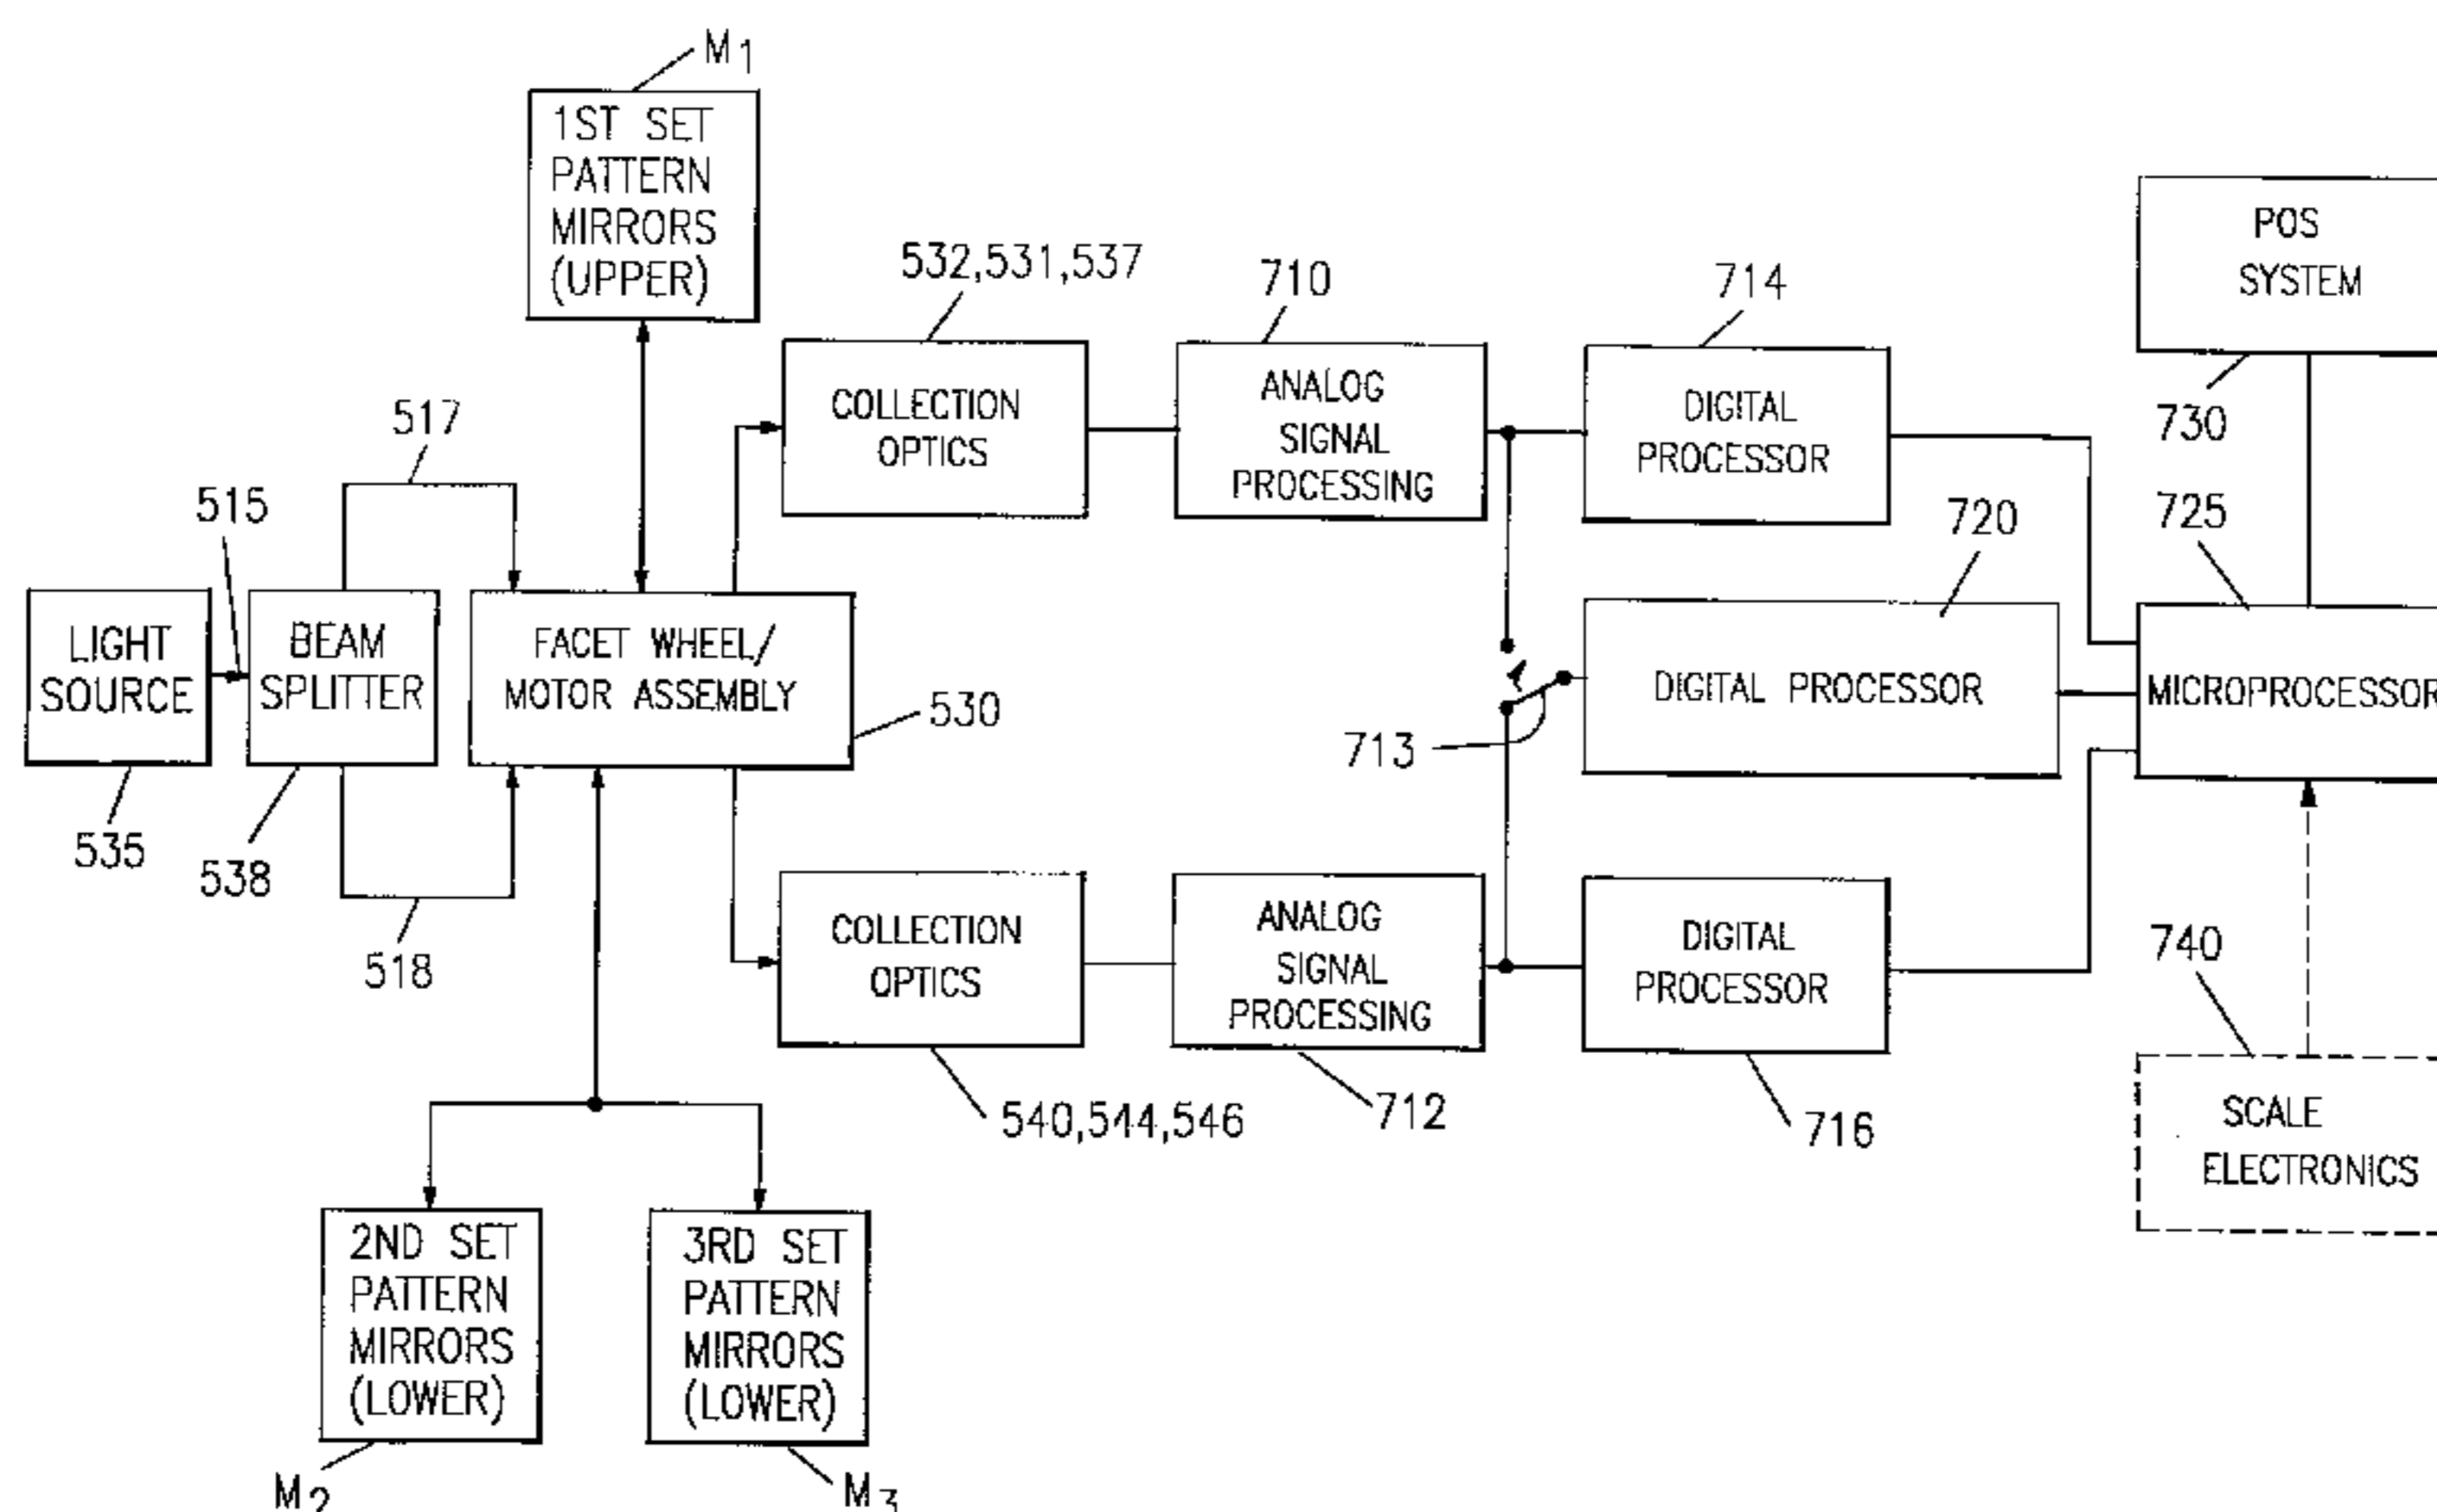 M1
1ST SET
PATTERN
MIRRORS
(UPPER)
532,531,537
710
714
POS
SYSTEM
730
COLLECTION
OPTICS
ANALOG
SIGNAL
PROCESSING
DIGITAL
PROCESSOR
517
515
720
725
LIGHT
SOURCE
BEAM
SPLITTER
FACET WHEEL/
MOTOR ASSEMBLY
530
713
DIGITAL PROCESSOR
MICROPROCESSOR
535
538
518
COLLECTION
OPTICS
ANALOG
SIGNAL
PROCESSING
DIGITAL
PROCESSOR
740
540,544,546
712
716
SCALE
ELECTRONICS
2ND SET
PATTERN
MIRRORS
(LOWER)
3RD SET
PATTERN
MIRRORS
(LOWER)
M2
M3